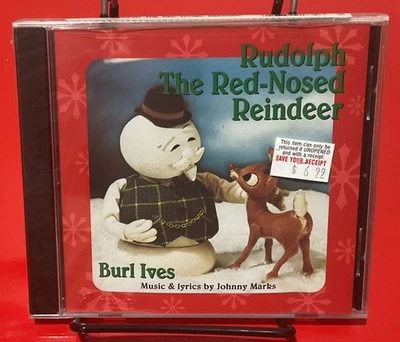 Rudolph
The Red-Nosed
Reindeer
This item can only be
returned if UNOPENED
and with a receipt.
SAVE YOUR RECEIPT
$ 6.99
Burl Ives
Music & lyrics by Johnny Marks